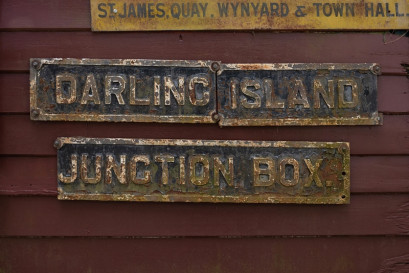 ST. JAMES, QUAY, WYNYARD & TOWN HALL.
DARLING ISLAND
JUNCTION BOX.